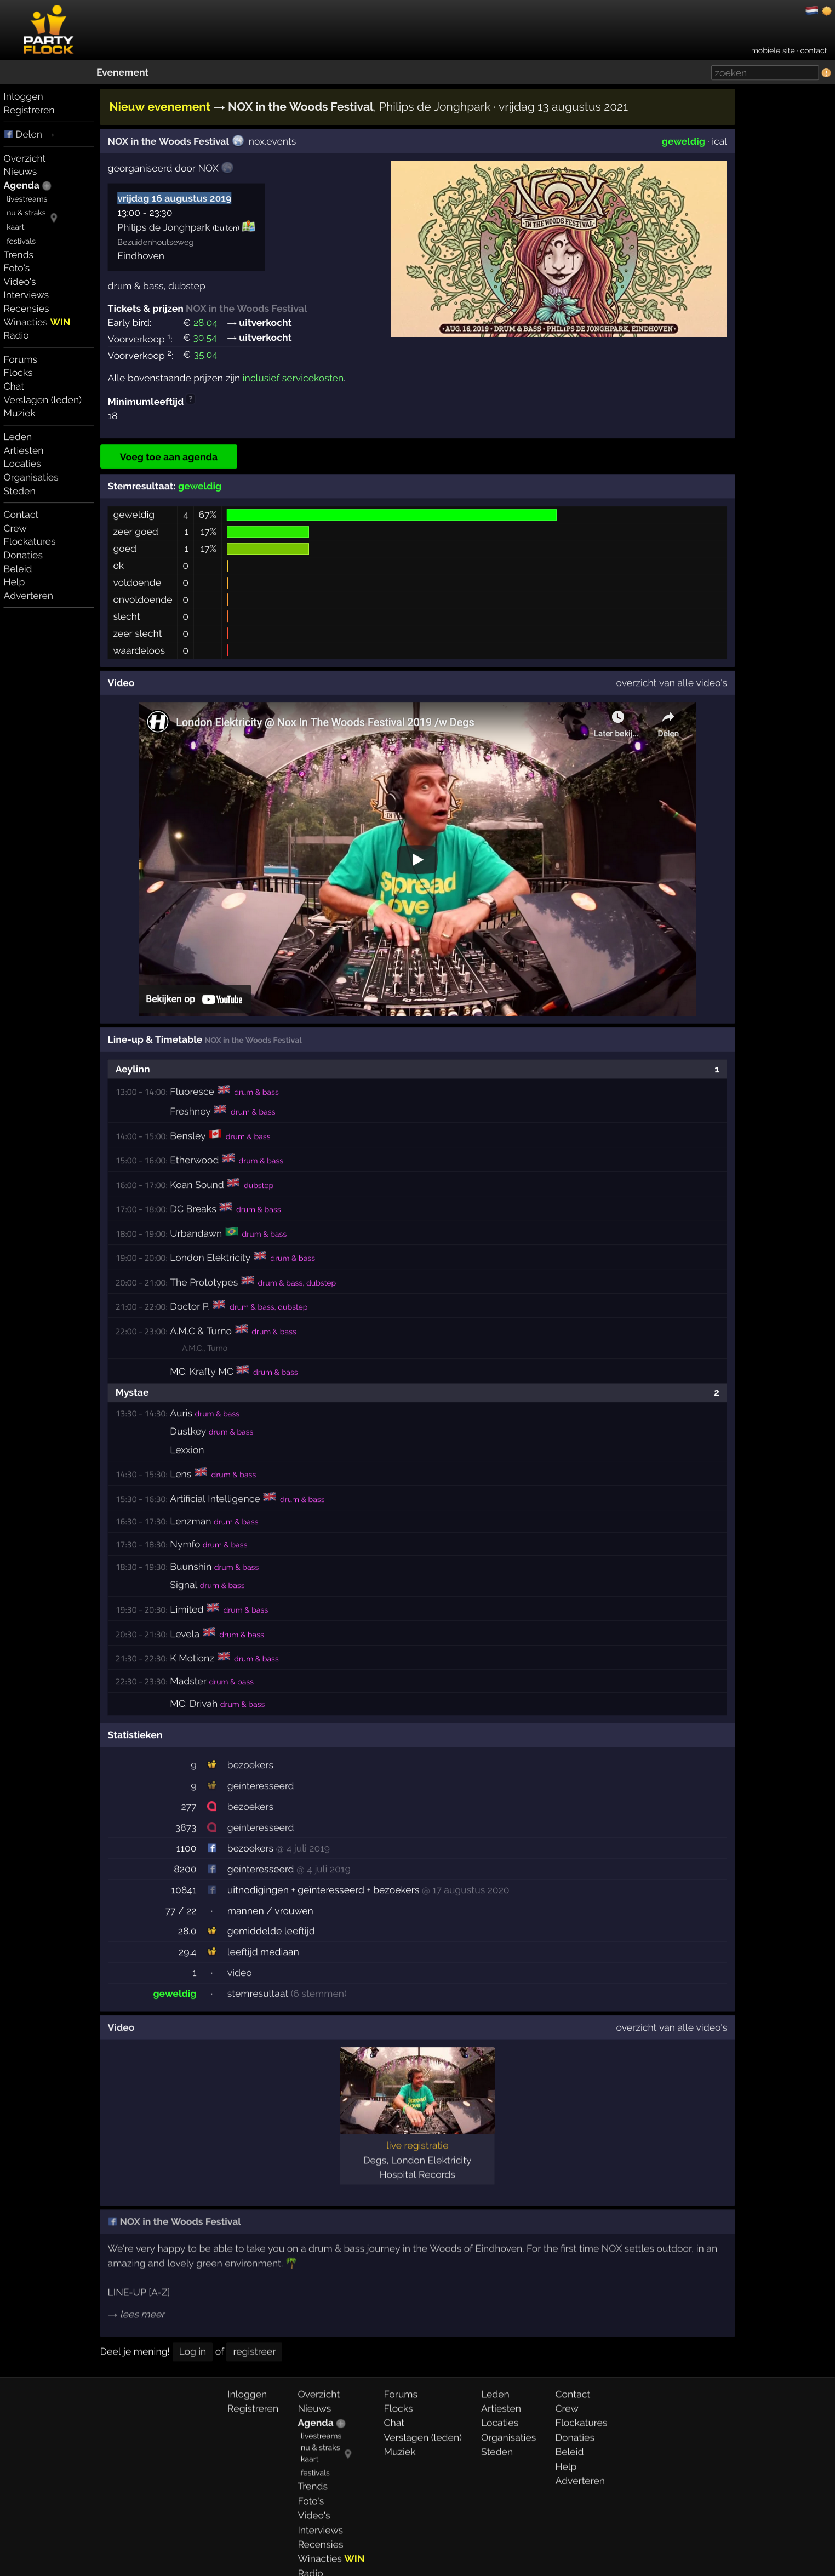 PARTY
FLOCK
mobiele site · contact
Evenement
zoeken
Inloggen
Registreren
Delen →
Overzicht
Nieuws
Agenda
livestreams
nu & straks
kaart
festivals
Trends
Foto's
Video's
Interviews
Recensies
Winacties WIN
Radio
Forums
Flocks
Chat
Verslagen (leden)
Muziek
Leden
Artiesten
Locaties
Organisaties
Steden
Contact
Crew
Flockatures
Donaties
Beleid
Help
Adverteren
Nieuw evenement → NOX in the Woods Festival, Philips de Jonghpark · vrijdag 13 augustus 2021
NOX in the Woods Festival nox.events geweldig · ical
georganiseerd door NOX
vrijdag 16 augustus 2019
13:00 - 23:30
Philips de Jonghpark (buiten)
Bezuidenhoutseweg
Eindhoven
NOX
IN THE WOODS FESTIVAL
• AUG. 16, 2019 • DRUM & BASS • PHILIPS DE JONGHPARK, EINDHOVEN •
drum & bass, dubstep
Tickets & prijzen NOX in the Woods Festival
Early bird: € 28,04 → uitverkocht
Voorverkoop 1: € 30,54 → uitverkocht
Voorverkoop 2: € 35,04
Alle bovenstaande prijzen zijn inclusief servicekosten.
Minimumleeftijd ?
18
Voeg toe aan agenda
Stemresultaat: geweldig
geweldig 4 67%
zeer goed 1 17%
goed 1 17%
ok 0
voldoende 0
onvoldoende 0
slecht 0
zeer slecht 0
waardeloos 0
Video overzicht van alle video's
London Elektricity @ Nox In The Woods Festival 2019 /w Degs
Later bekij... Delen
Spread
love
Bekijken op YouTube
Line-up & Timetable NOX in the Woods Festival
Aeylinn 1
13:00 - 14:00: Fluoresce drum & bass
Freshney drum & bass
14:00 - 15:00: Bensley drum & bass
15:00 - 16:00: Etherwood drum & bass
16:00 - 17:00: Koan Sound dubstep
17:00 - 18:00: DC Breaks drum & bass
18:00 - 19:00: Urbandawn drum & bass
19:00 - 20:00: London Elektricity drum & bass
20:00 - 21:00: The Prototypes drum & bass, dubstep
21:00 - 22:00: Doctor P. drum & bass, dubstep
22:00 - 23:00: A.M.C & Turno drum & bass
A.M.C., Turno
MC: Krafty MC drum & bass
Mystae 2
13:30 - 14:30: Auris drum & bass
Dustkey drum & bass
Lexxion
14:30 - 15:30: Lens drum & bass
15:30 - 16:30: Artificial Intelligence drum & bass
16:30 - 17:30: Lenzman drum & bass
17:30 - 18:30: Nymfo drum & bass
18:30 - 19:30: Buunshin drum & bass
Signal drum & bass
19:30 - 20:30: Limited drum & bass
20:30 - 21:30: Levela drum & bass
21:30 - 22:30: K Motionz drum & bass
22:30 - 23:30: Madster drum & bass
MC: Drivah drum & bass
Statistieken
9 bezoekers
9 geïnteresseerd
277 bezoekers
3873 geïnteresseerd
1100 bezoekers @ 4 juli 2019
8200 geïnteresseerd @ 4 juli 2019
10841 uitnodigingen + geïnteresseerd + bezoekers @ 17 augustus 2020
77 / 22 · mannen / vrouwen
28.0 gemiddelde leeftijd
29.4 leeftijd mediaan
1 · video
geweldig · stemresultaat (6 stemmen)
Video overzicht van alle video's
live registratie
Degs, London Elektricity
Hospital Records
NOX in the Woods Festival
We're very happy to be able to take you on a drum & bass journey in the Woods of Eindhoven. For the first time NOX settles outdoor, in an
amazing and lovely green environment.
LINE-UP [A-Z]
→ lees meer
Deel je mening! Log in of registreer
Inloggen
Registreren
Overzicht
Nieuws
Agenda
livestreams
nu & straks
kaart
festivals
Trends
Foto's
Video's
Interviews
Recensies
Winacties WIN
Radio
Forums
Flocks
Chat
Verslagen (leden)
Muziek
Leden
Artiesten
Locaties
Organisaties
Steden
Contact
Crew
Flockatures
Donaties
Beleid
Help
Adverteren